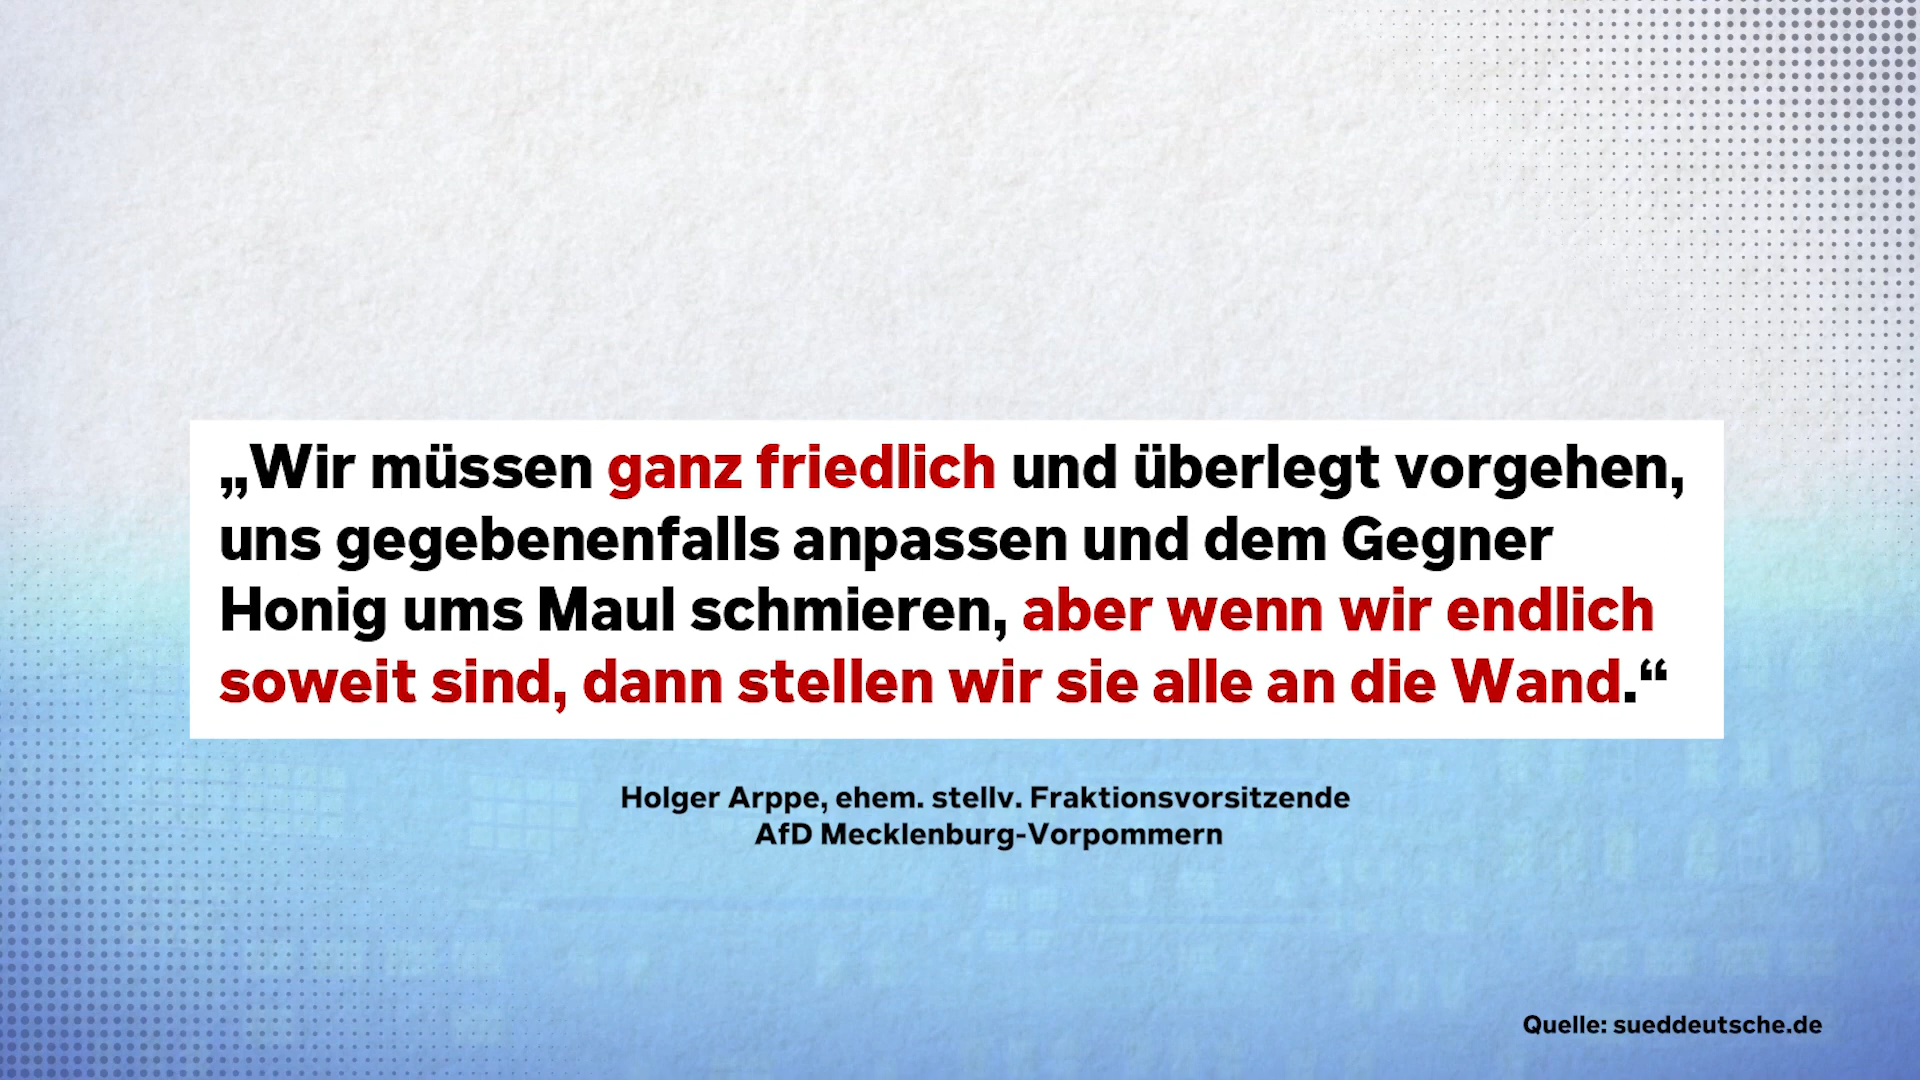 „Wir müssen ganz friedlich und überlegt vorgehen,
uns gegebenenfalls anpassen und dem Gegner
Honig ums Maul schmieren, aber wenn wir endlich
soweit sind, dann stellen wir sie alle an die Wand.“
Holger Arppe, ehem. stellv. Fraktionsvorsitzende
AfD Mecklenburg-Vorpommern
Quelle: sueddeutsche.de